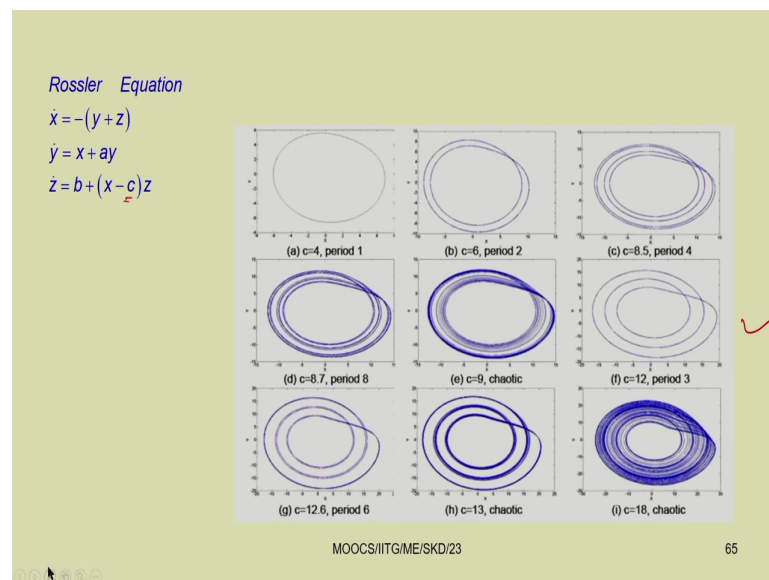 Rossler Equation
ẋ = -(y + z)
ẏ = x + ay
ż = b + (x - c)z
(a) c=4, period 1
(b) c=6, period 2
(c) c=8.5, period 4
(d) c=8.7, period 8
(e) c=9, chaotic
(f) c=12, period 3
(g) c=12.6, period 6
(h) c=13, chaotic
(i) c=18, chaotic
MOOCS/IITG/ME/SKD/23
65